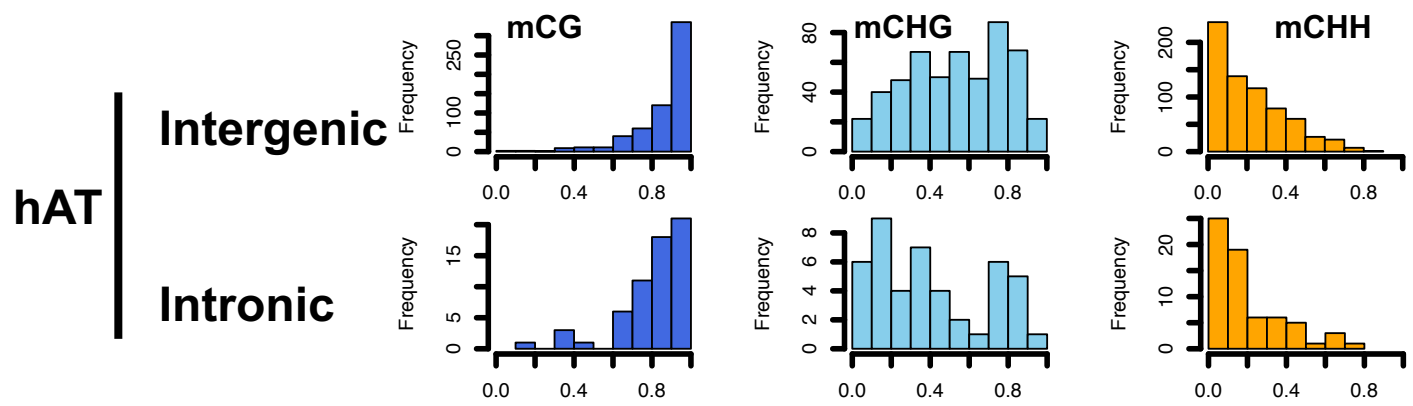 mCG
mCHG
mCHH
hAT
Intergenic
Intronic
Frequency
0 100 250
0.0 0.4 0.8
Frequency
0 40 80
0.0 0.4 0.8
Frequency
0 100 200
0.0 0.4 0.8
Frequency
0 5 15
0.0 0.4 0.8
Frequency
0 2 4 6 8
0.0 0.4 0.8
Frequency
0 10 20
0.0 0.4 0.8